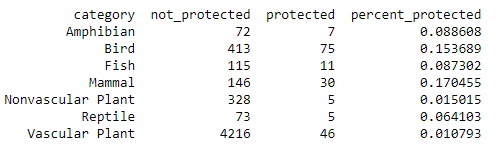 category not_protected protected percent_protected
Amphibian 72 7 0.088608
Bird 413 75 0.153689
Fish 115 11 0.087302
Mammal 146 30 0.170455
Nonvascular Plant 328 5 0.015015
Reptile 73 5 0.064103
Vascular Plant 4216 46 0.010793